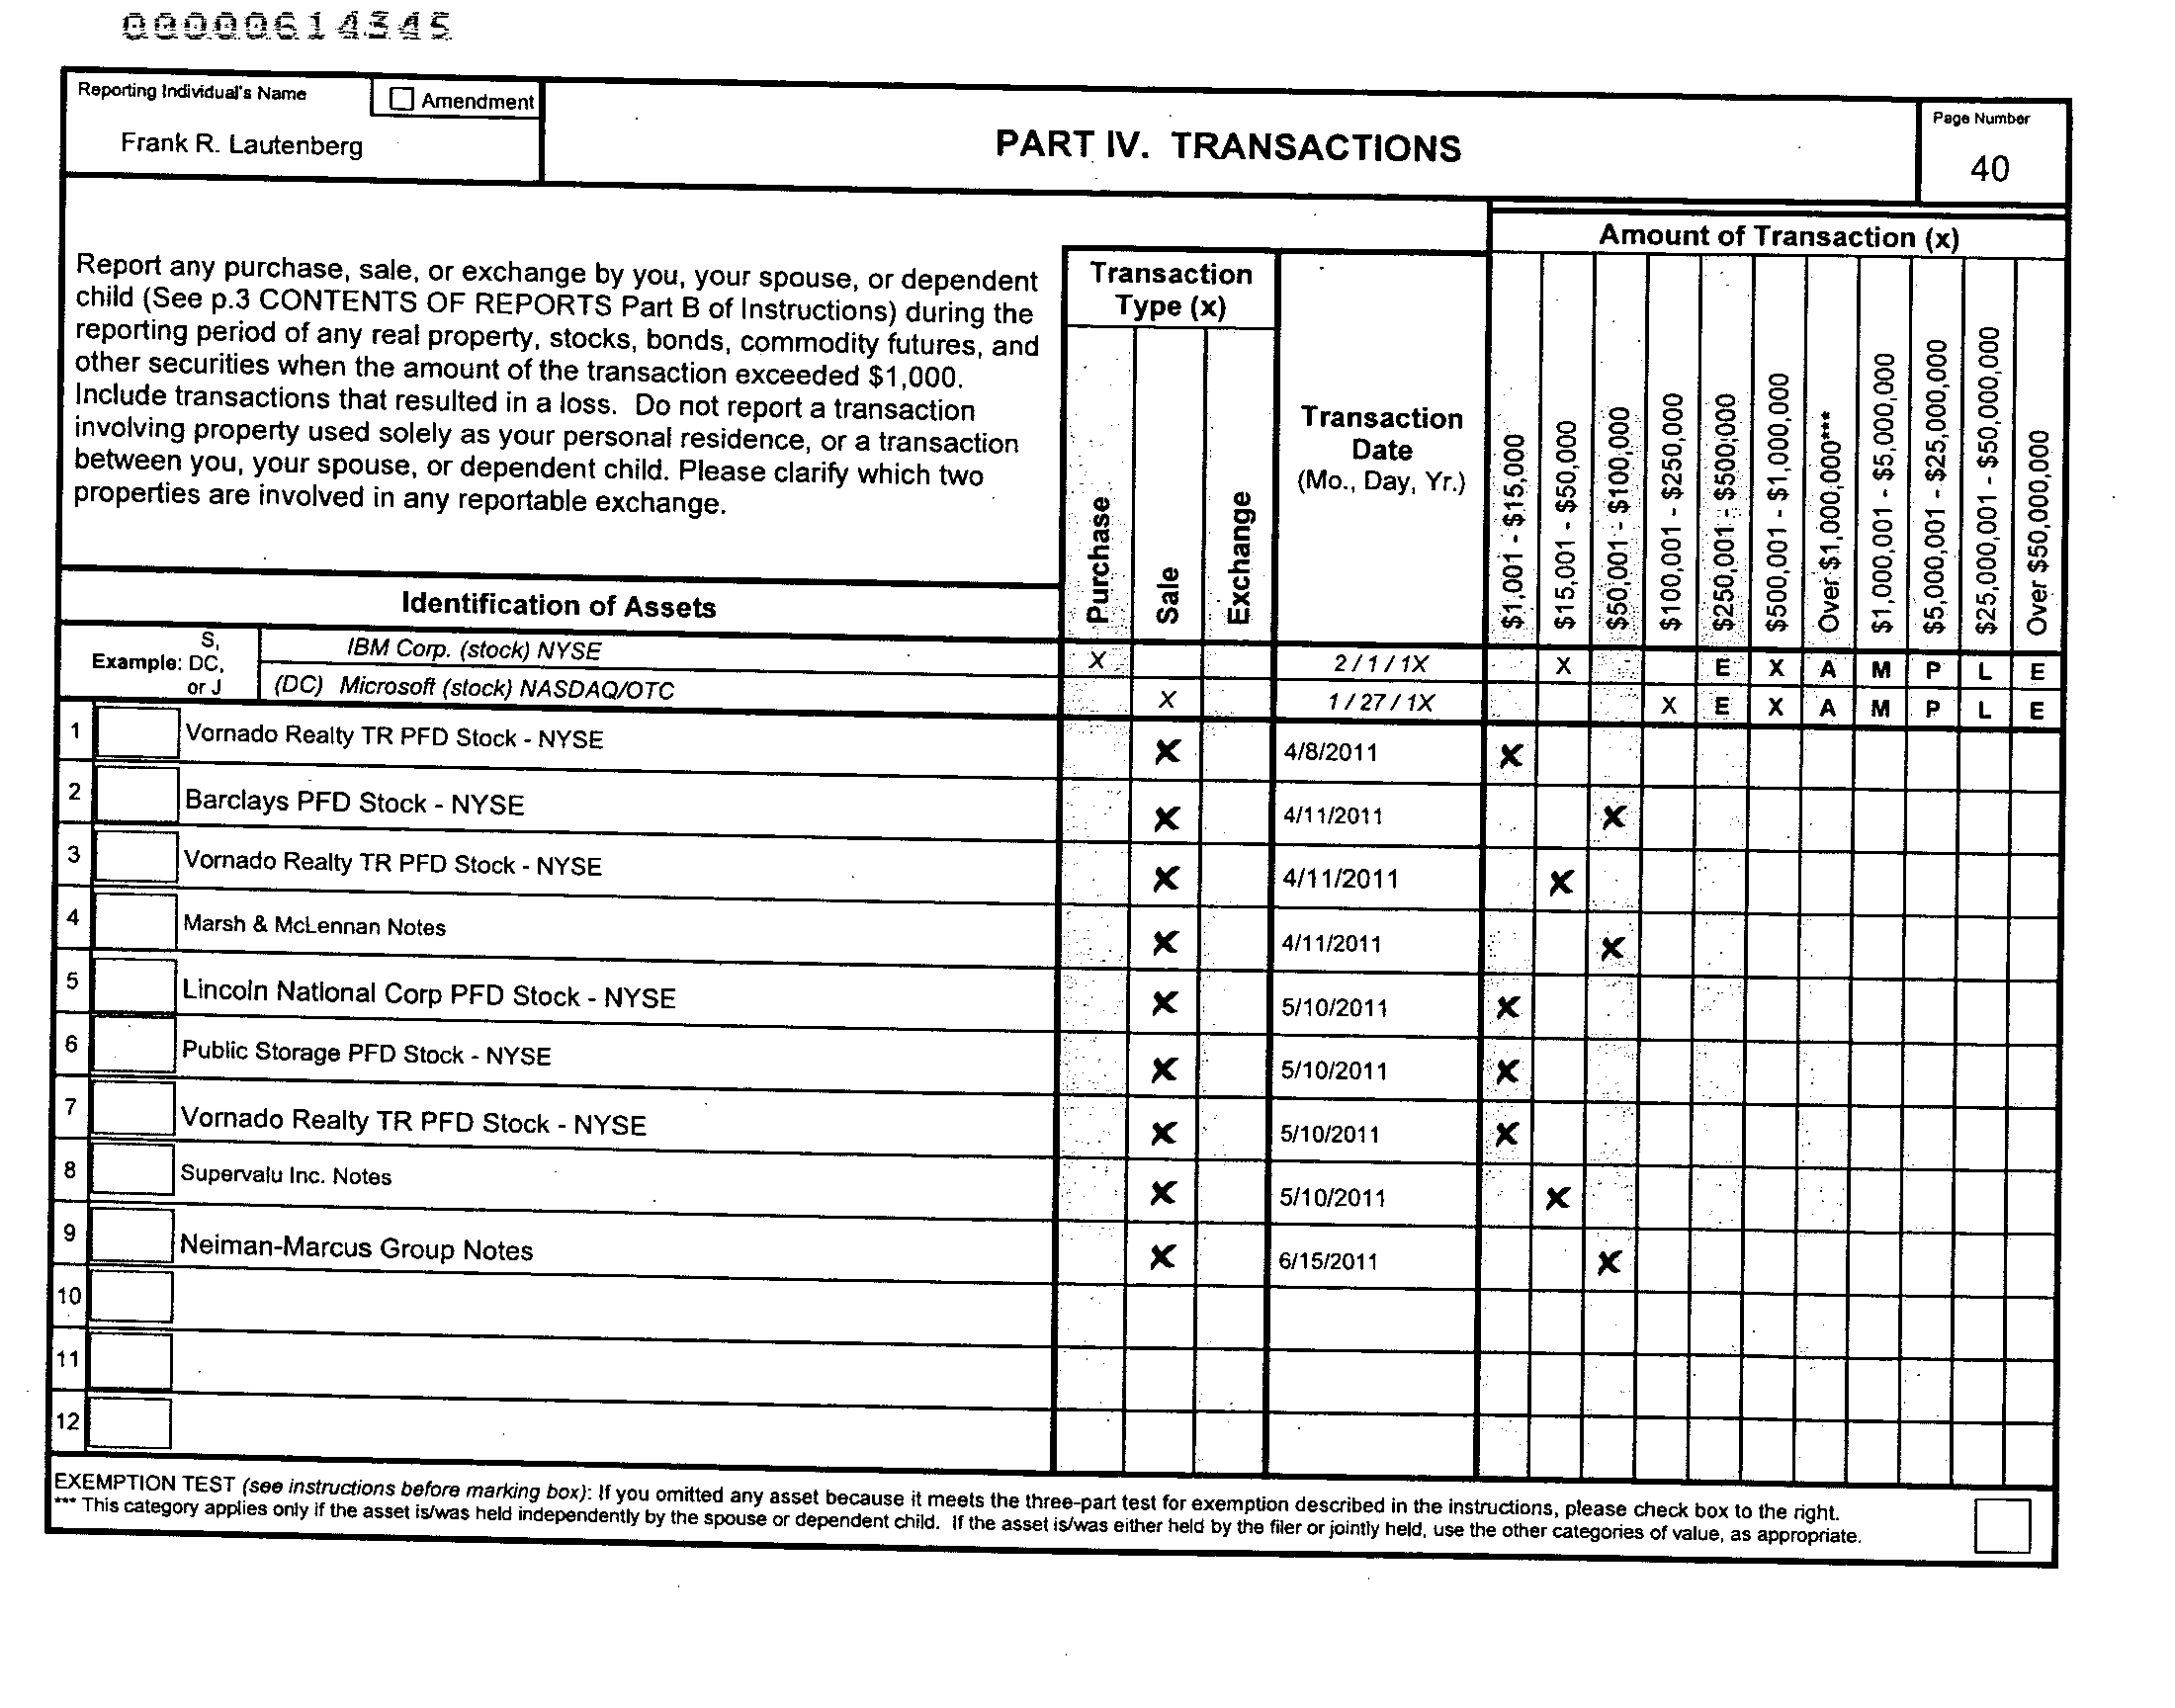 00000614345
Reporting Individual's Name
Amendment
Frank R. Lautenberg
PART IV. TRANSACTIONS
Page Number
40
Report any purchase, sale, or exchange by you, your spouse, or dependent
child (See p.3 CONTENTS OF REPORTS Part B of Instructions) during the
reporting period of any real property, stocks, bonds, commodity futures, and
other securities when the amount of the transaction exceeded $1,000.
Include transactions that resulted in a loss. Do not report a transaction
involving property used solely as your personal residence, or a transaction
between you, your spouse, or dependent child. Please clarify which two
properties are involved in any reportable exchange.
Transaction
Type (x)
Purchase
Sale
Exchange
Transaction
Date
(Mo., Day, Yr.)
Amount of Transaction (x)
$1,001 - $15,000
$15,001 - $50,000
$50,001 - $100,000
$100,001 - $250,000
$250,001 - $500,000
$500,001 - $1,000,000
Over $1,000,000***
$1,000,001 - $5,000,000
$5,000,001 - $25,000,000
$25,000,001 - $50,000,000
Over $50,000,000
Identification of Assets
Example: S, DC, or J
IBM Corp. (stock) NYSE X 2 / 1 / 1X X E X A M P L E
(DC) Microsoft (stock) NASDAQ/OTC X 1 / 27 / 1X X E X A M P L E
1 Vornado Realty TR PFD Stock - NYSE X 4/8/2011 X
2 Barclays PFD Stock - NYSE X 4/11/2011 X
3 Vornado Realty TR PFD Stock - NYSE X 4/11/2011 X
4 Marsh & McLennan Notes X 4/11/2011 X
5 Lincoln National Corp PFD Stock - NYSE X 5/10/2011 X
6 Public Storage PFD Stock - NYSE X 5/10/2011 X
7 Vornado Realty TR PFD Stock - NYSE X 5/10/2011 X
8 Supervalu Inc. Notes X 5/10/2011 X
9 Neiman-Marcus Group Notes X 6/15/2011 X
10
11
12
EXEMPTION TEST (see instructions before marking box): If you omitted any asset because it meets the three-part test for exemption described in the instructions, please check box to the right.
*** This category applies only if the asset is/was held independently by the spouse or dependent child. If the asset is/was either held by the filer or jointly held, use the other categories of value, as appropriate.